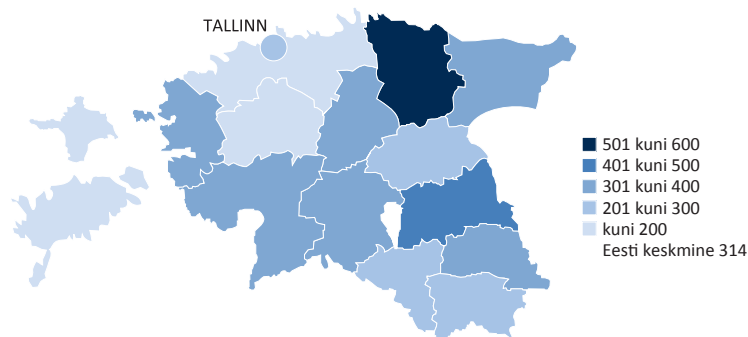 TALLINN
501 kuni 600
401 kuni 500
301 kuni 400
201 kuni 300
kuni 200
Eesti keskmine 314